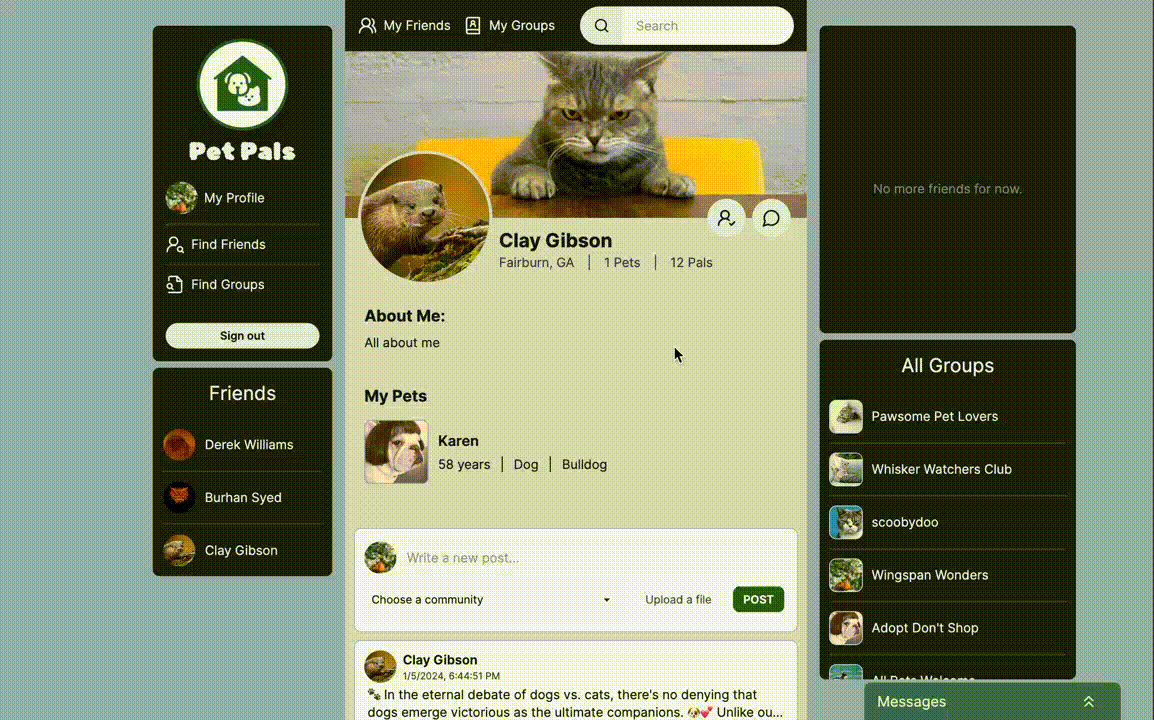 My Friends
My Groups
Search
Pet Pals
My Profile
Find Friends
Find Groups
Sign out
Friends
Derek Williams
Burhan Syed
Clay Gibson
Clay Gibson
Fairburn, GA | 1 Pets | 12 Pals
About Me:
All about me
My Pets
Karen
58 years | Dog | Bulldog
Write a new post...
Choose a community
Upload a file
POST
Clay Gibson
1/5/2024, 6:44:51 PM
🐾 In the eternal debate of dogs vs. cats, there's no denying that
dogs emerge victorious as the ultimate companions. 🐶💕 Unlike ou...
No more friends for now.
All Groups
Pawsome Pet Lovers
Whisker Watchers Club
scoobydoo
Wingspan Wonders
Adopt Don't Shop
All Pets Welcome
Messages